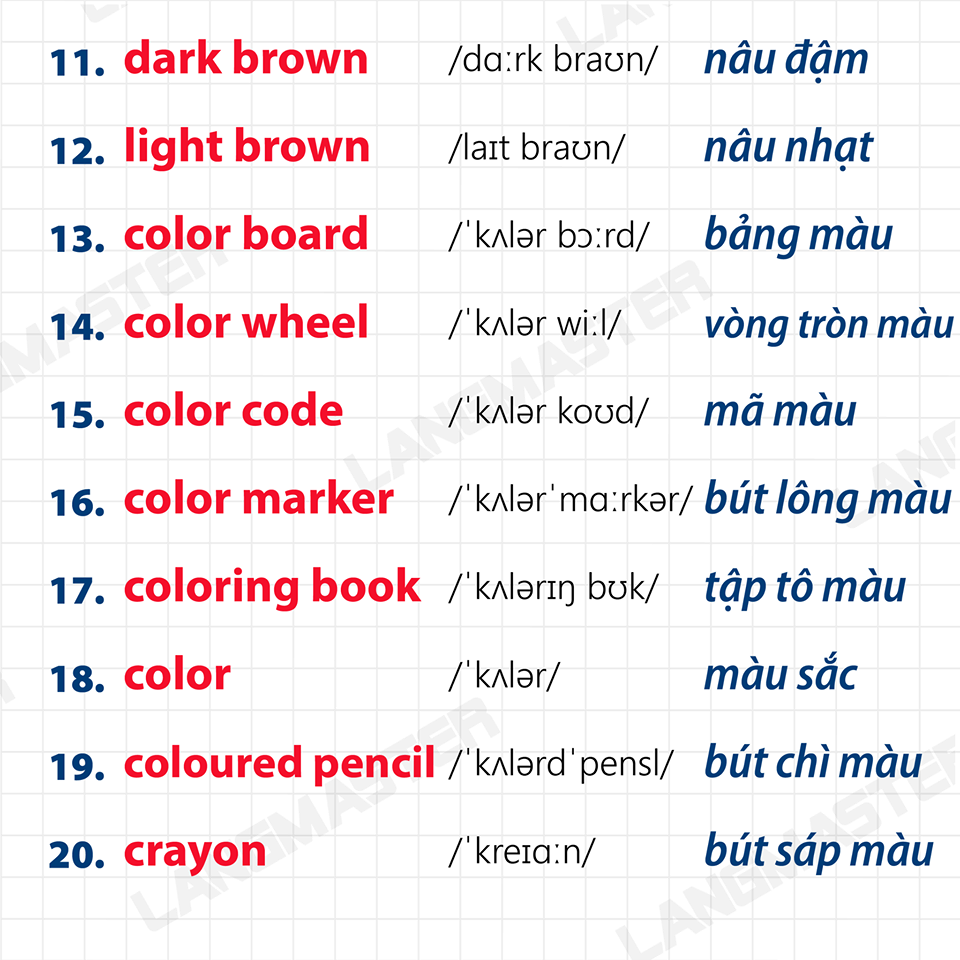 LANGMASTER
11. dark brown /dɑːrk braʊn/ nâu đậm
12. light brown /laɪt braʊn/ nâu nhạt
13. color board /ˈkʌlər bɔːrd/ bảng màu
14. color wheel /ˈkʌlər wiːl/ vòng tròn màu
15. color code /ˈkʌlər koʊd/ mã màu
16. color marker /ˈkʌlərˈmɑːrkər/ bút lông màu
17. coloring book /ˈkʌlərɪŋ bʊk/ tập tô màu
18. color /ˈkʌlər/ màu sắc
19. coloured pencil /ˈkʌlərdˈpensl/ bút chì màu
20. crayon /ˈkreɪɑːn/ bút sáp màu
LANGMASTER
LANGMASTER